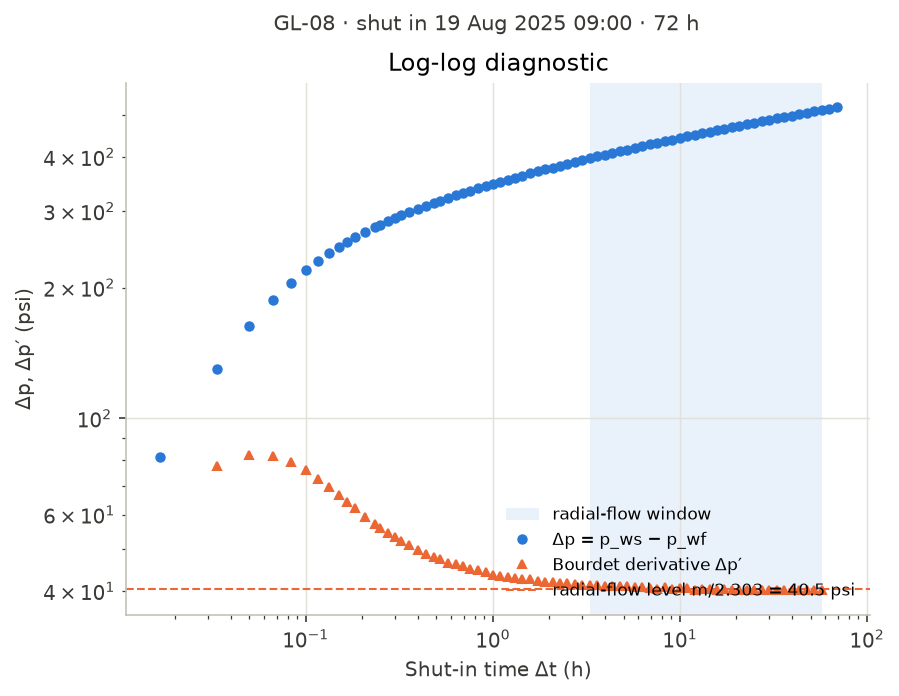 GL-08 · shut in 19 Aug 2025 09:00 · 72 h
Log-log diagnostic
Δp, Δp′ (psi)
4 × 10²
3 × 10²
2 × 10²
10²
6 × 10¹
4 × 10¹
radial-flow window
Δp = p_ws − p_wf
Bourdet derivative Δp′
radial-flow level m/2.303 = 40.5 psi
10⁻¹ 10⁰ 10¹ 10²
Shut-in time Δt (h)